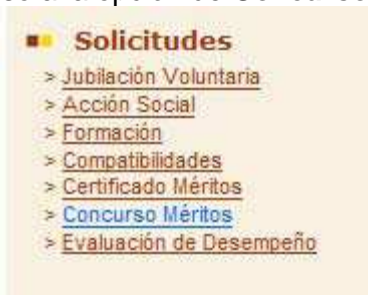 Solicitudes
> Jubilación Voluntaria
> Acción Social
> Formación
> Compatibilidades
> Certificado Méritos
> Concurso Méritos
> Evaluación de Desempeño